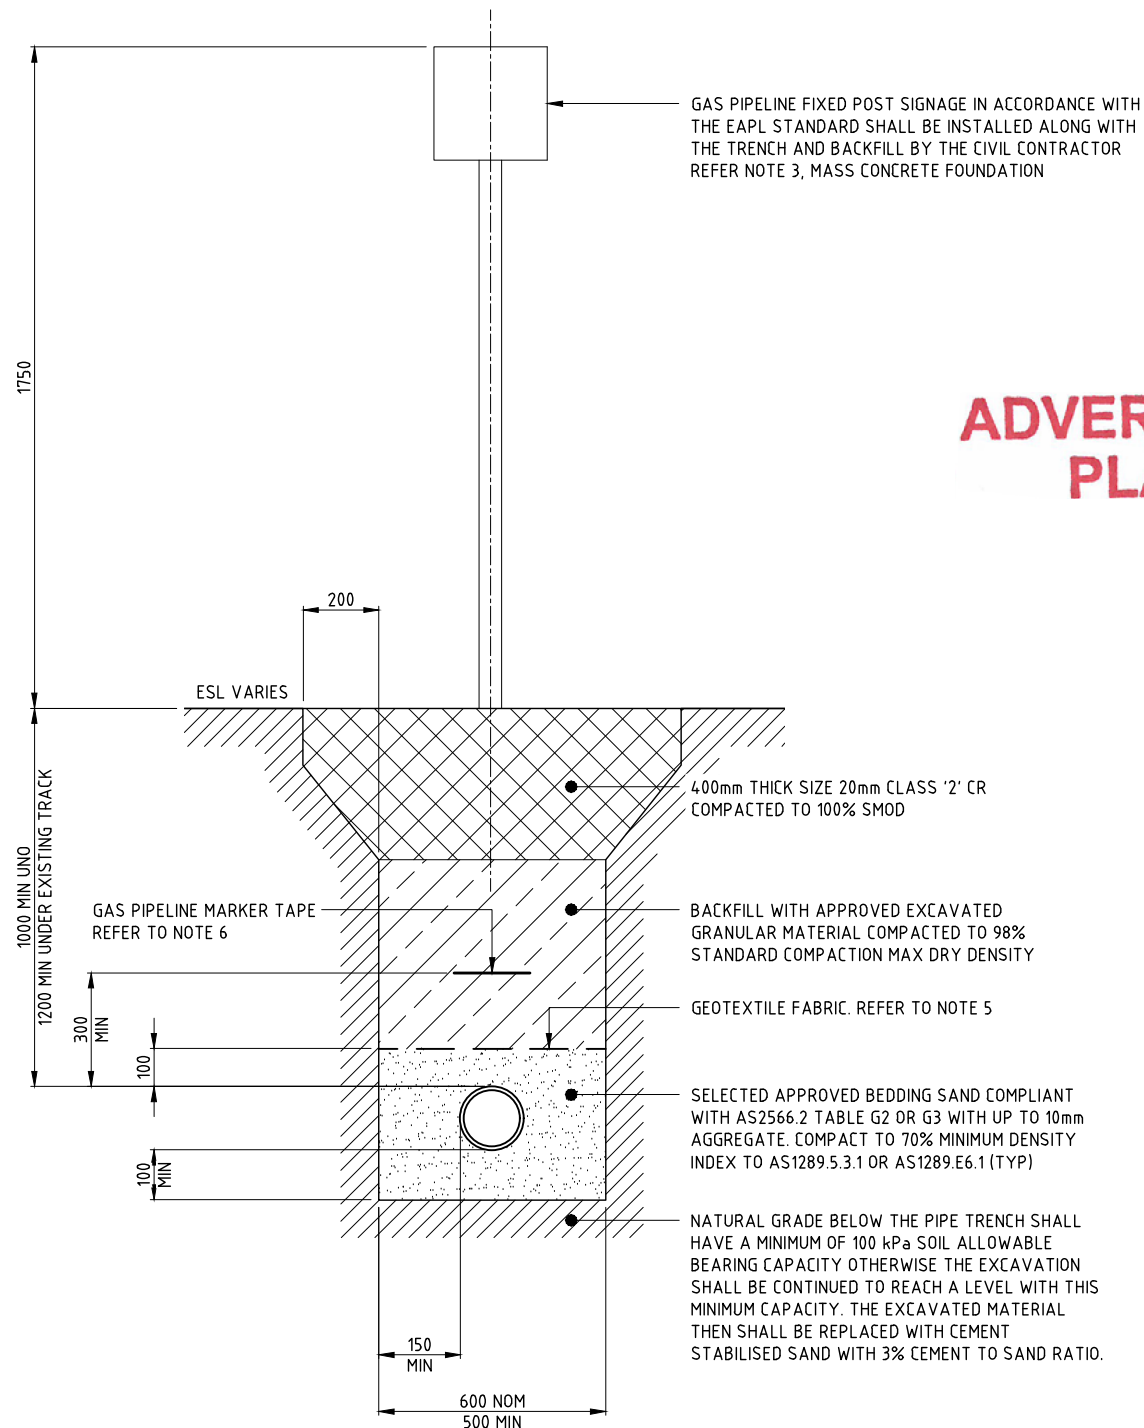 GAS PIPELINE FIXED POST SIGNAGE IN ACCORDANCE WITH
THE EAPL STANDARD SHALL BE INSTALLED ALONG WITH
THE TRENCH AND BACKFILL BY THE CIVIL CONTRACTOR
REFER NOTE 3, MASS CONCRETE FOUNDATION
1750
ADVER
PLA
200
ESL VARIES
400mm THICK SIZE 20mm CLASS '2' CR
COMPACTED TO 100% SMOD
1000 MIN UNO
1200 MIN UNDER EXISTING TRACK
GAS PIPELINE MARKER TAPE
REFER TO NOTE 6
BACKFILL WITH APPROVED EXCAVATED
GRANULAR MATERIAL COMPACTED TO 98%
STANDARD COMPACTION MAX DRY DENSITY
300
MIN
GEOTEXTILE FABRIC. REFER TO NOTE 5
100
SELECTED APPROVED BEDDING SAND COMPLIANT
WITH AS2566.2 TABLE G2 OR G3 WITH UP TO 10mm
AGGREGATE. COMPACT TO 70% MINIMUM DENSITY
INDEX TO AS1289.5.3.1 OR AS1289.E6.1 (TYP)
100
MIN
NATURAL GRADE BELOW THE PIPE TRENCH SHALL
HAVE A MINIMUM OF 100 kPa SOIL ALLOWABLE
BEARING CAPACITY OTHERWISE THE EXCAVATION
SHALL BE CONTINUED TO REACH A LEVEL WITH THIS
MINIMUM CAPACITY. THE EXCAVATED MATERIAL
THEN SHALL BE REPLACED WITH CEMENT
STABILISED SAND WITH 3% CEMENT TO SAND RATIO.
150
MIN
600 NOM
500 MIN